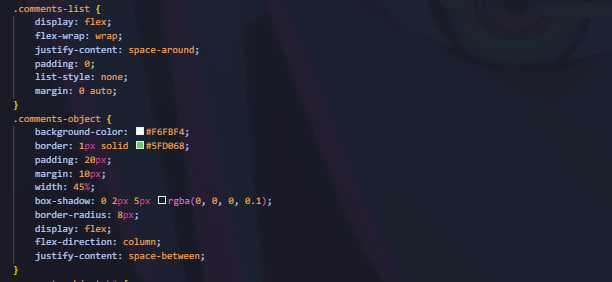 .comments-list {
display: flex;
flex-wrap: wrap;
justify-content: space-around;
padding: 0;
list-style: none;
margin: 0 auto;
}
.comments-object {
background-color: #F6FBF4;
border: 1px solid #5FD068;
padding: 20px;
margin: 10px;
width: 45%;
box-shadow: 0 2px 5px rgba(0, 0, 0, 0.1);
border-radius: 8px;
display: flex;
flex-direction: column;
justify-content: space-between;
}